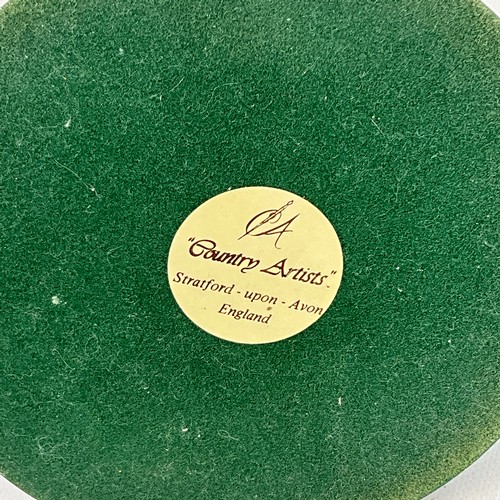 CA
"Country Artists."
Stratford - upon - Avon
England